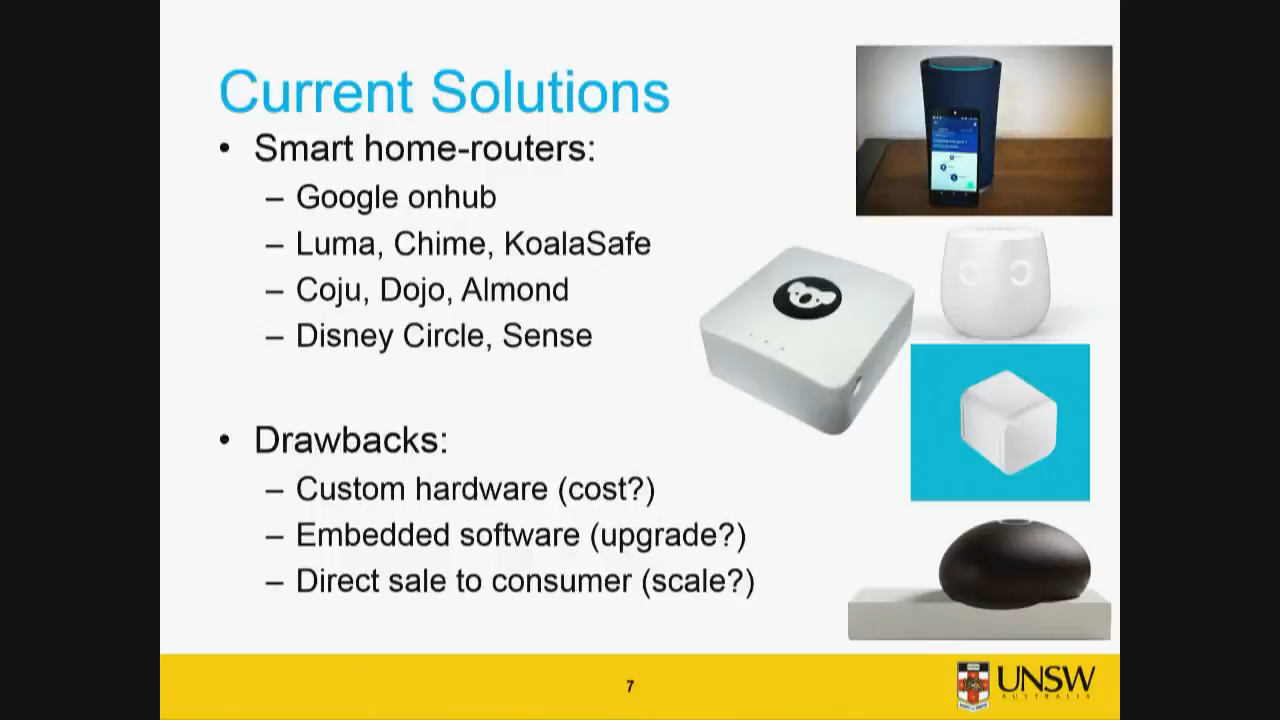 Current Solutions
• Smart home-routers:
– Google onhub
– Luma, Chime, KoalaSafe
– Coju, Dojo, Almond
– Disney Circle, Sense
• Drawbacks:
– Custom hardware (cost?)
– Embedded software (upgrade?)
– Direct sale to consumer (scale?)
7
UNSW
AUSTRALIA